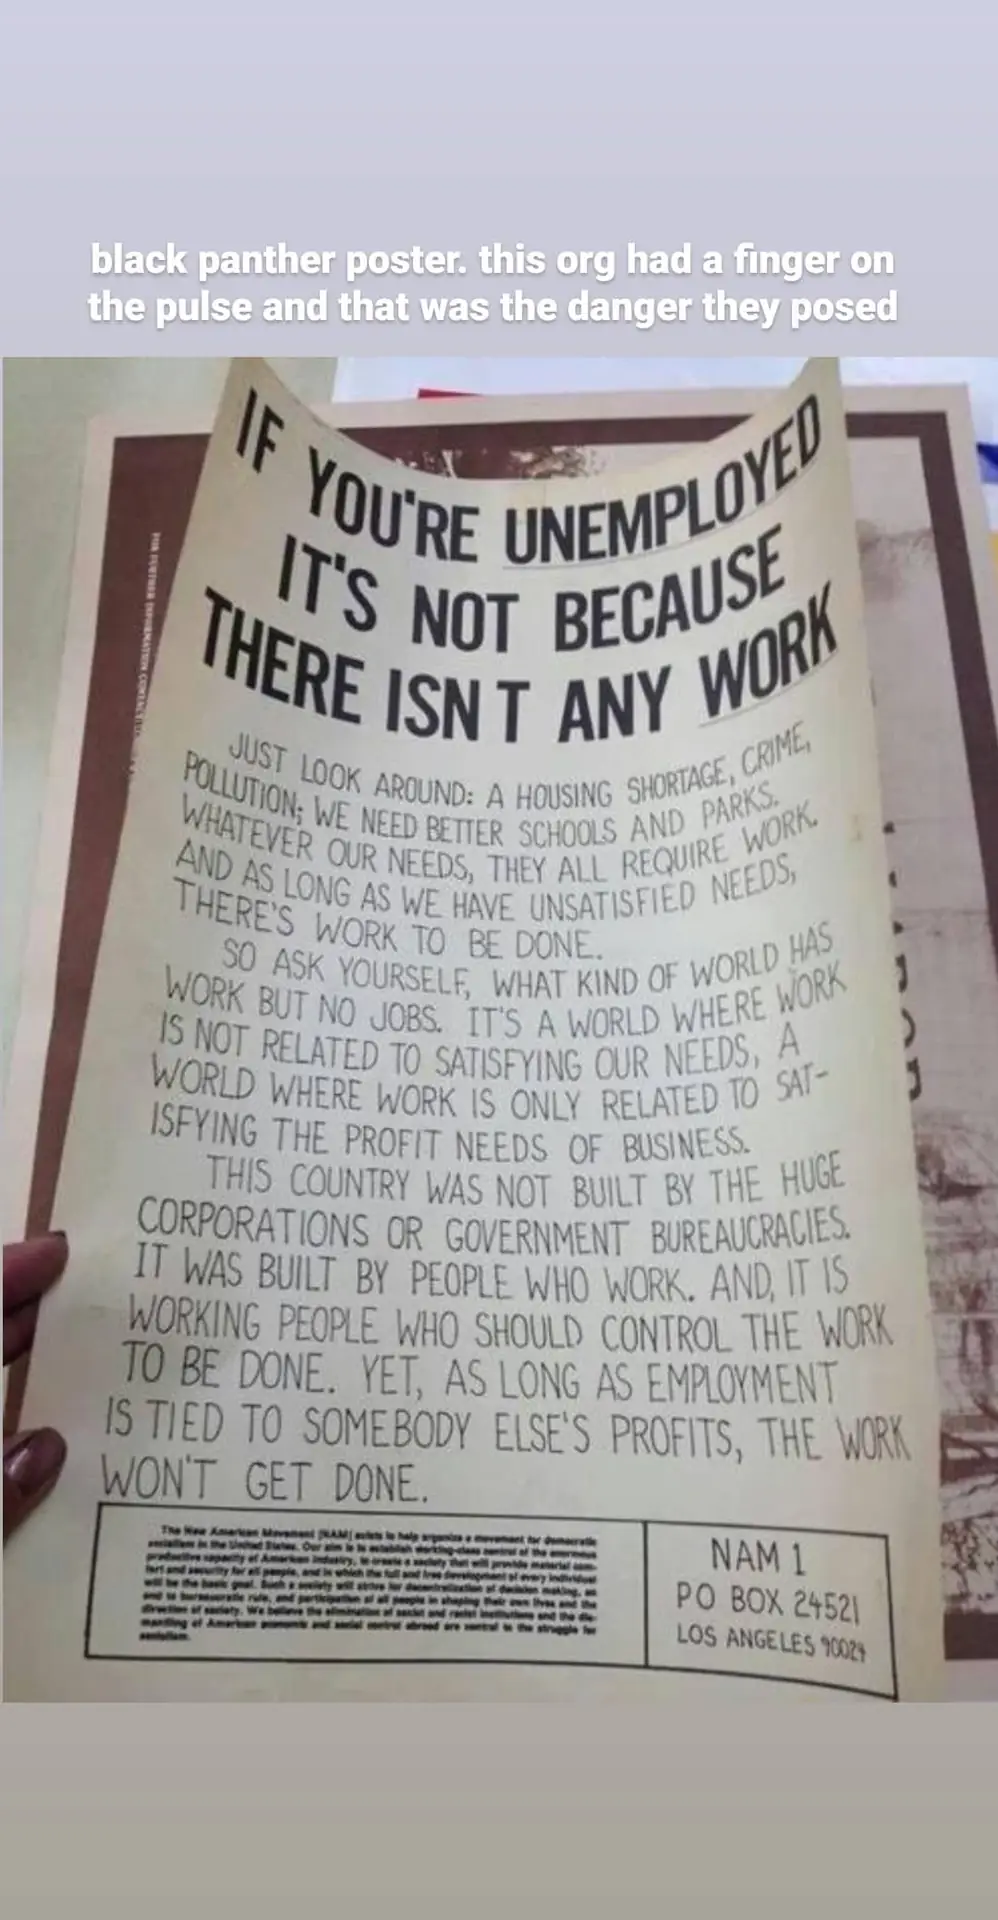 black panther poster. this org had a finger on
the pulse and that was the danger they posed
IF YOU'RE UNEMPLOYED
IT'S NOT BECAUSE
THERE ISN T ANY WORK
JUST LOOK AROUND: A HOUSING SHORTAGE, CRIME,
POLLUTION; WE NEED BETTER SCHOOLS AND PARKS.
WHATEVER OUR NEEDS, THEY ALL REQUIRE WORK.
AND AS LONG AS WE HAVE UNSATISFIED NEEDS,
THERE'S WORK TO BE DONE.
SO ASK YOURSELF, WHAT KIND OF WORLD HAS
WORK BUT NO JOBS. IT'S A WORLD WHERE WORK
IS NOT RELATED TO SATISFYING OUR NEEDS, A
WORLD WHERE WORK IS ONLY RELATED TO SAT-
ISFYING THE PROFIT NEEDS OF BUSINESS.
THIS COUNTRY WAS NOT BUILT BY THE HUGE
CORPORATIONS OR GOVERNMENT BUREAUCRACIES.
IT WAS BUILT BY PEOPLE WHO WORK. AND, IT IS
WORKING PEOPLE WHO SHOULD CONTROL THE WORK
TO BE DONE. YET, AS LONG AS EMPLOYMENT
IS TIED TO SOMEBODY ELSE'S PROFITS, THE WORK
WON'T GET DONE.
The New American Movement [NAM] exists to help organize a movement for democratic
socialism in the United States. Our aim is to establish working-class control of the enormous
productive capacity of American industry, to create a society that will provide material com-
fort and security for all people, and in which the full and free development of every individual
will be the basic goal. Such a society will strive for decentralization of decision making, an
end to bureaucratic rule, and participation of all people in shaping their own lives and the
direction of society. We believe the elimination of sexist and racist institutions and the dis-
mantling of American economic and social control abroad are central to the struggle for
socialism.
NAM 1
PO BOX 24521
LOS ANGELES 90024
FOR FURTHER INFORMATION